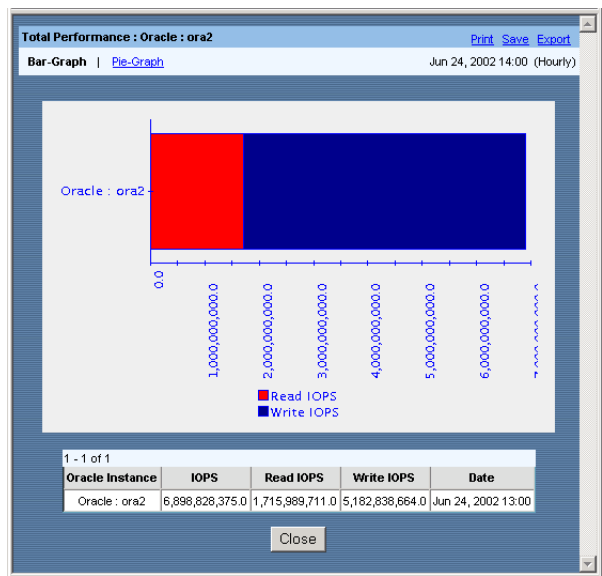 Total Performance : Oracle : ora2 Print Save Export
Bar-Graph | Pie-Graph Jun 24, 2002 14:00 (Hourly)
Oracle : ora2
0.0
1,000,000,000.0
2,000,000,000.0
3,000,000,000.0
4,000,000,000.0
5,000,000,000.0
6,000,000,000.0
Read IOPS
Write IOPS
1 - 1 of 1
Oracle Instance IOPS Read IOPS Write IOPS Date
Oracle : ora2 6,898,828,375.0 1,715,989,711.0 5,182,838,664.0 Jun 24, 2002 13:00
Close